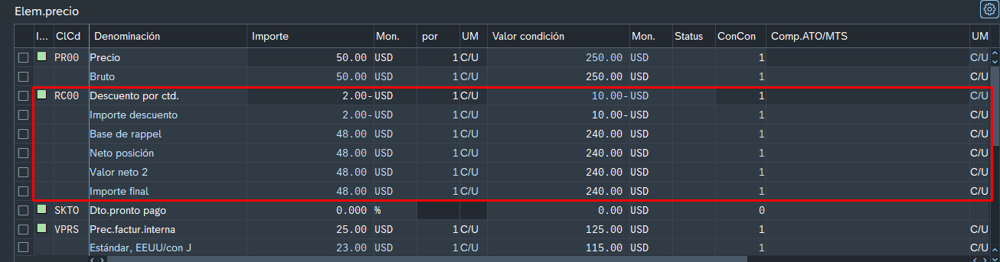 Elem.precio
I... ClCd Denominación Importe Mon. por UM Valor condición Mon. Status ConCon Comp.ATO/MTS UM
PR00 Precio 50.00 USD 1 C/U 250.00 USD 1 C/U
Bruto 50.00 USD 1 C/U 250.00 USD 1 C/U
RC00 Descuento por ctd. 2.00- USD 1 C/U 10.00- USD 1 C/U
Importe descuento 2.00- USD 1 C/U 10.00- USD 1 C/U
Base de rappel 48.00 USD 1 C/U 240.00 USD 1 C/U
Neto posición 48.00 USD 1 C/U 240.00 USD 1 C/U
Valor neto 2 48.00 USD 1 C/U 240.00 USD 1 C/U
Importe final 48.00 USD 1 C/U 240.00 USD 1 C/U
SKTO Dto.pronto pago 0.000 % 0.00 USD 0
VPRS Prec.factur.interna 25.00 USD 1 C/U 125.00 USD 1 C/U
Estándar, EEUU/con J 23.00 USD 1 C/U 115.00 USD 1 C/U